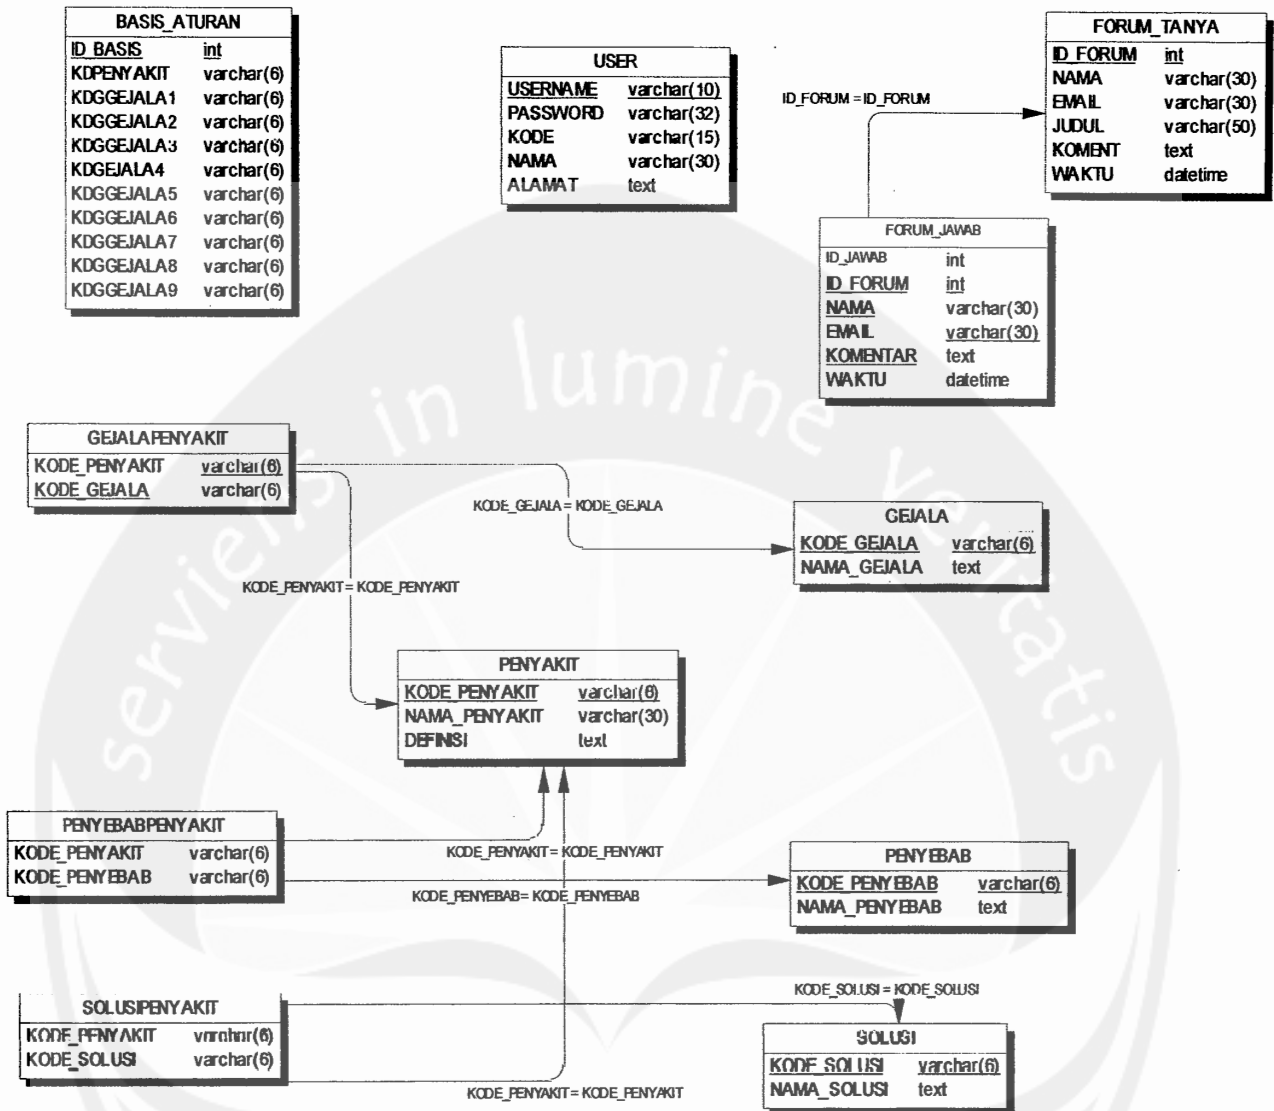 BASIS_ATURAN
ID_BASIS int
KDPENYAKIT varchar(6)
KDGGEJALA1 varchar(6)
KDGGEJALA2 varchar(6)
KDGGEJALA3 varchar(6)
KDGEJALA4 varchar(6)
KDGGEJALA5 varchar(6)
KDGGEJALA6 varchar(6)
KDGGEJALA7 varchar(6)
KDGGEJALA8 varchar(6)
KDGGEJALA9 varchar(6)
USER
USERNAME varchar(10)
PASSWORD varchar(32)
KODE varchar(15)
NAMA varchar(30)
ALAMAT text
FORUM_TANYA
ID_FORUM int
NAMA varchar(30)
EMAIL varchar(30)
JUDUL varchar(50)
KOMENT text
WAKTU datetime
ID_FORUM = ID_FORUM
FORUM_JAWAB
ID_JAWAB int
ID_FORUM int
NAMA varchar(30)
EMAIL varchar(30)
KOMENTAR text
WAKTU datetime
serviens in lumine veritatis
GEJALAPENYAKIT
KODE_PENYAKIT varchar(6)
KODE_GEJALA varchar(6)
KODE_GEJALA = KODE_GEJALA
GEJALA
KODE_GEJALA varchar(6)
NAMA_GEJALA text
KODE_PENYAKIT = KODE_PENYAKIT
PENYAKIT
KODE_PENYAKIT varchar(6)
NAMA_PENYAKIT varchar(30)
DEFINISI text
PENYEBABPENYAKIT
KODE_PENYAKIT varchar(6)
KODE_PENYEBAB varchar(6)
KODE_PENYAKIT = KODE_PENYAKIT
KODE_PENYEBAB = KODE_PENYEBAB
PENYEBAB
KODE_PENYEBAB varchar(6)
NAMA_PENYEBAB text
SOLUSIPENYAKIT
KODE_PENYAKIT varchar(6)
KODE_SOLUSI varchar(6)
KODE_SOLUSI = KODE_SOLUSI
SOLUSI
KODE_SOLUSI varchar(6)
NAMA_SOLUSI text
KODE_PENYAKIT = KODE_PENYAKIT